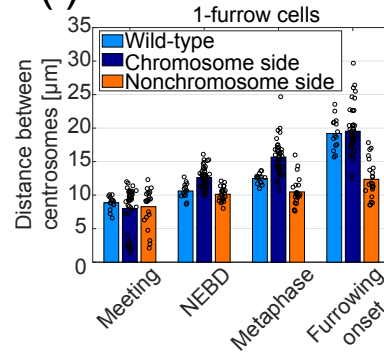 1-furrow cells
Distance between
centrosomes [µm]
35
30
25
20
15
10
5
0
Wild-type
Chromosome side
Nonchromosome side
Meeting
NEBD
Metaphase
Furrowing
onset